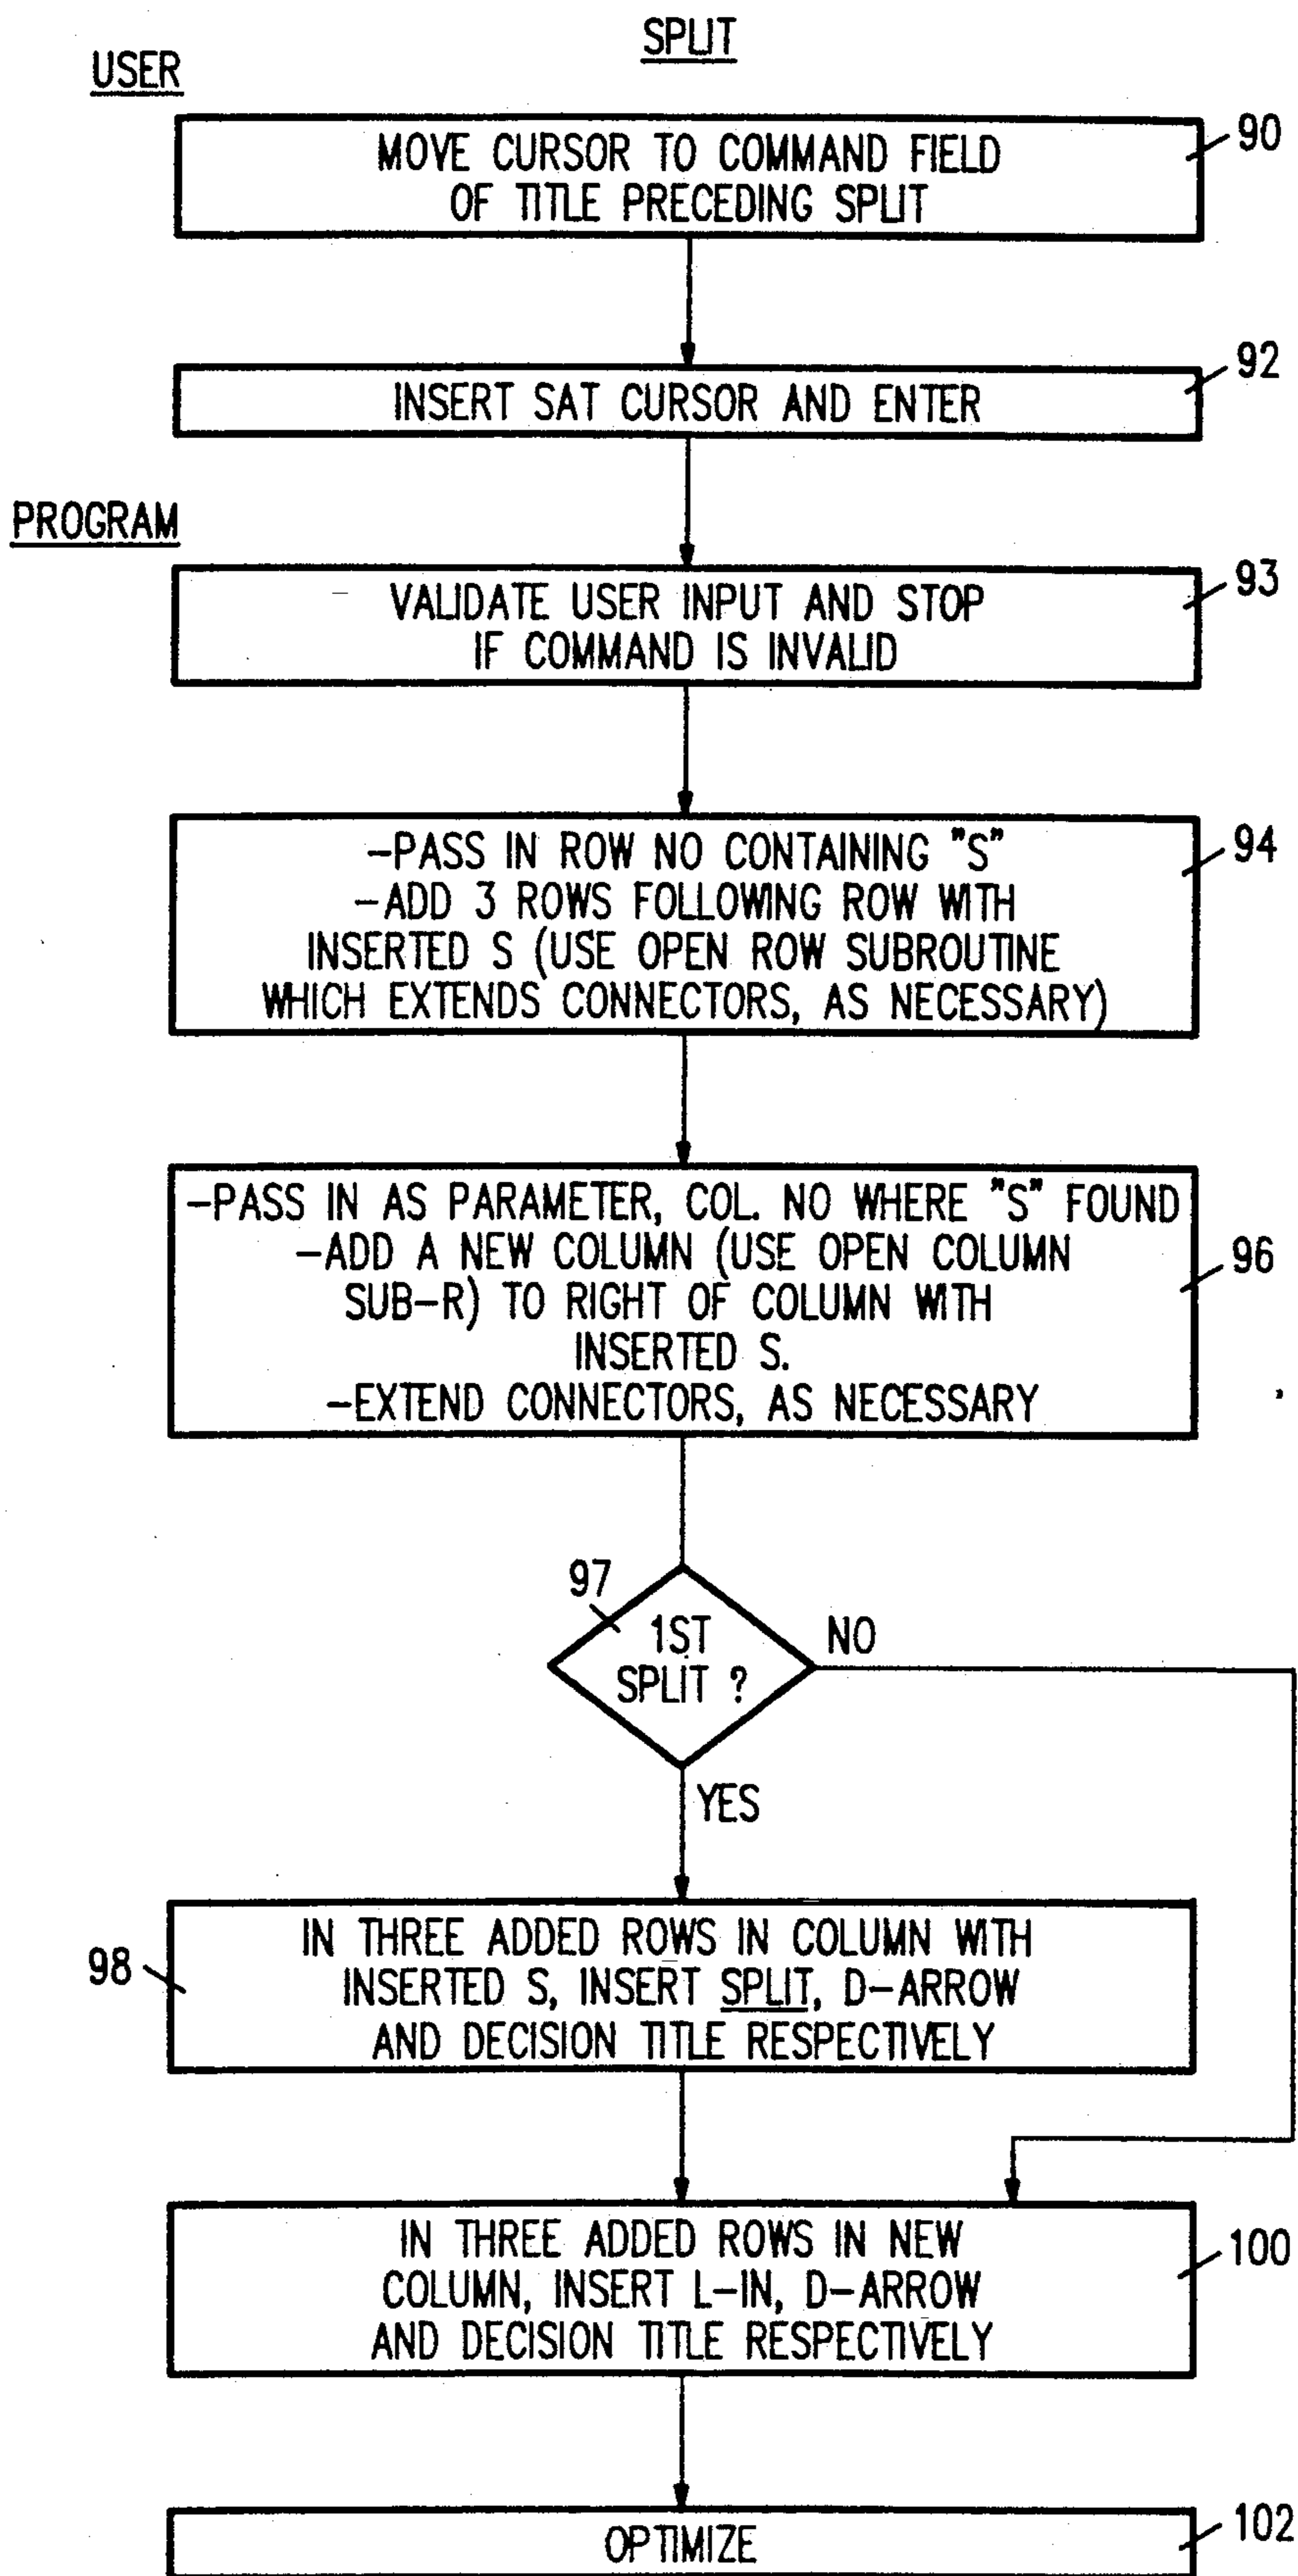 SPLIT
USER
MOVE CURSOR TO COMMAND FIELD
OF TITLE PRECEDING SPLIT
90
INSERT SAT CURSOR AND ENTER
92
PROGRAM
VALIDATE USER INPUT AND STOP
IF COMMAND IS INVALID
93
-PASS IN ROW NO CONTAINING "S"
-ADD 3 ROWS FOLLOWING ROW WITH
INSERTED S (USE OPEN ROW SUBROUTINE
WHICH EXTENDS CONNECTORS, AS NECESSARY)
94
-PASS IN AS PARAMETER, COL. NO WHERE "S" FOUND
-ADD A NEW COLUMN (USE OPEN COLUMN
SUB-R) TO RIGHT OF COLUMN WITH
INSERTED S.
-EXTEND CONNECTORS, AS NECESSARY
96
97
1ST
SPLIT ?
NO
YES
98
IN THREE ADDED ROWS IN COLUMN WITH
INSERTED S, INSERT SPLIT, D-ARROW
AND DECISION TITLE RESPECTIVELY
IN THREE ADDED ROWS IN NEW
COLUMN, INSERT L-IN, D-ARROW
AND DECISION TITLE RESPECTIVELY
100
OPTIMIZE
102